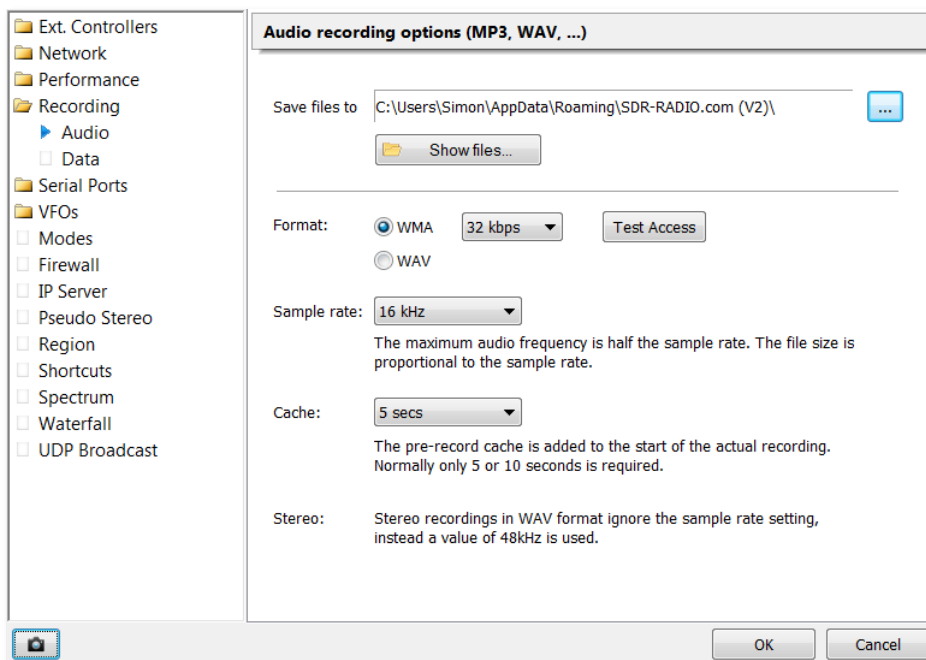 Ext. Controllers
Network
Performance
Recording
Audio
Data
Serial Ports
VFOs
Modes
Firewall
IP Server
Pseudo Stereo
Region
Shortcuts
Spectrum
Waterfall
UDP Broadcast
Audio recording options (MP3, WAV, ...)
Save files to C:\Users\Simon\AppData\Roaming\SDR-RADIO.com (V2)\ ...
Show files...
Format: WMA 32 kbps Test Access
WAV
Sample rate: 16 kHz
The maximum audio frequency is half the sample rate. The file size is
proportional to the sample rate.
Cache: 5 secs
The pre-record cache is added to the start of the actual recording.
Normally only 5 or 10 seconds is required.
Stereo: Stereo recordings in WAV format ignore the sample rate setting,
instead a value of 48kHz is used.
OK Cancel